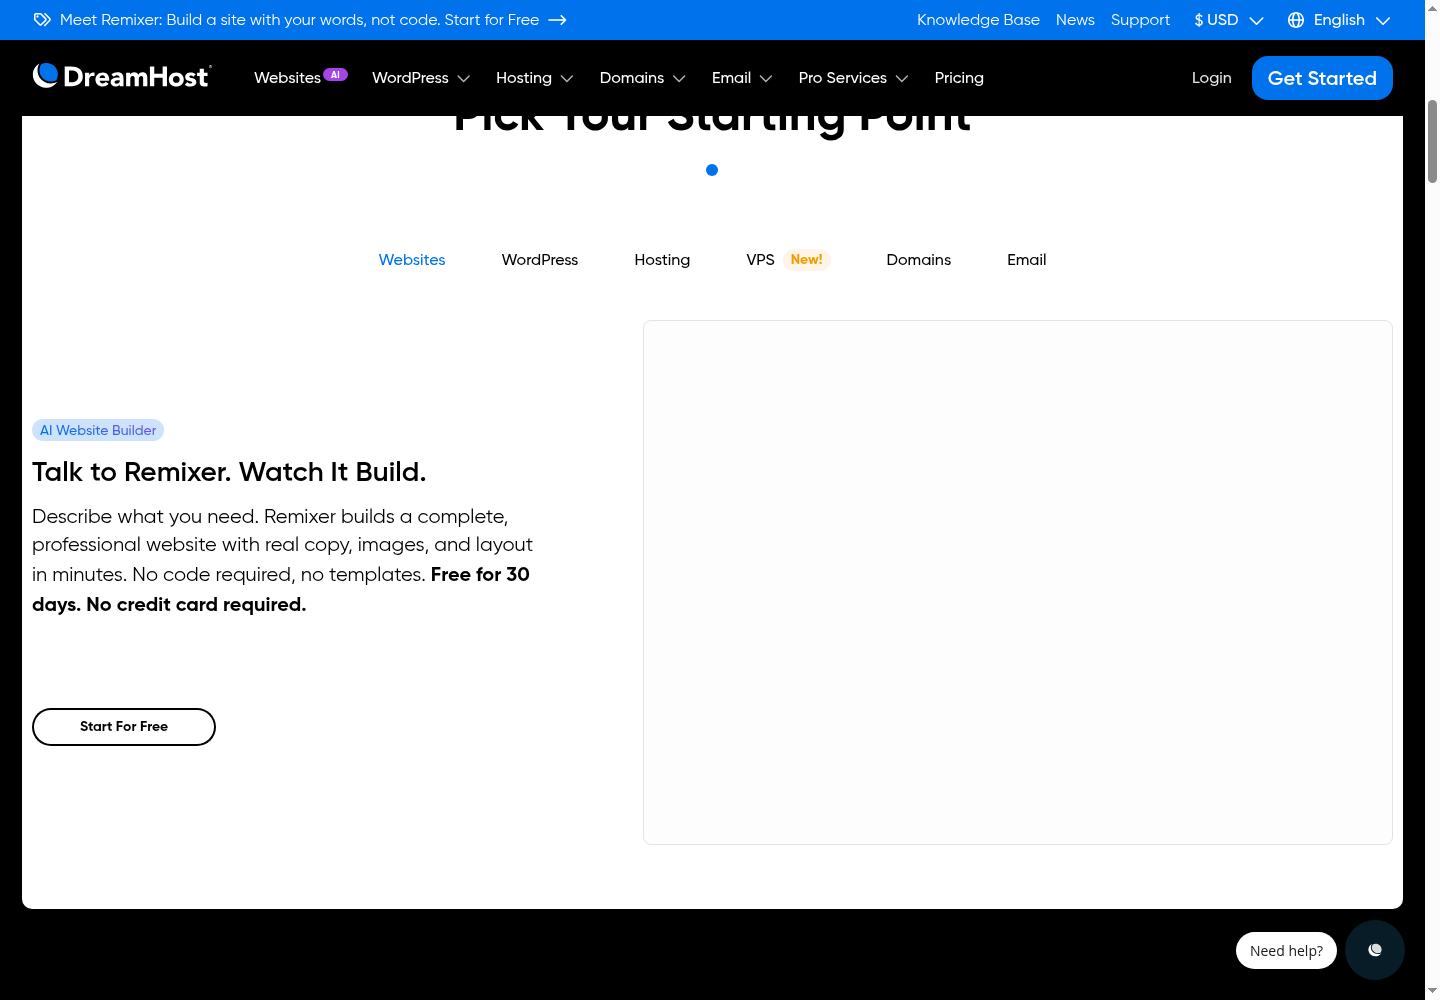 Meet Remixer: Build a site with your words, not code. Start for Free
Knowledge Base
News
Support
$ USD
English
DreamHost
Websites AI
WordPress
Hosting
Domains
Email
Pro Services
Pricing
Login
Get Started
Pick Your Starting Point
Websites
WordPress
Hosting
VPS New!
Domains
Email
AI Website Builder
Talk to Remixer. Watch It Build.
Describe what you need. Remixer builds a complete,
professional website with real copy, images, and layout
in minutes. No code required, no templates. Free for 30
days. No credit card required.
Start For Free
Need help?